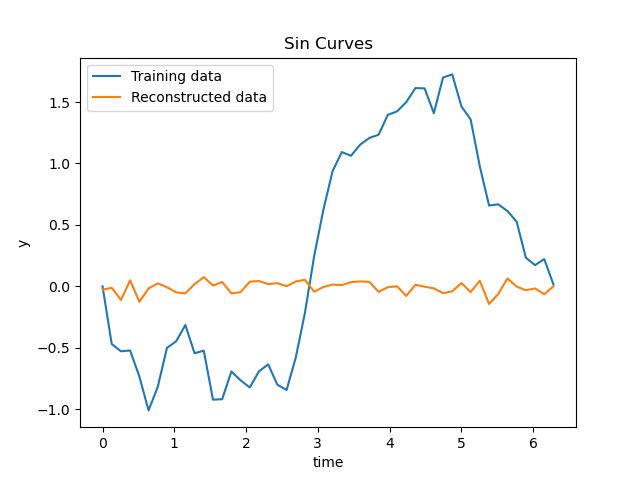 Sin Curves
Training data
Reconstructed data
y
1.5
1.0
0.5
0.0
−0.5
−1.0
0 1 2 3 4 5 6
time